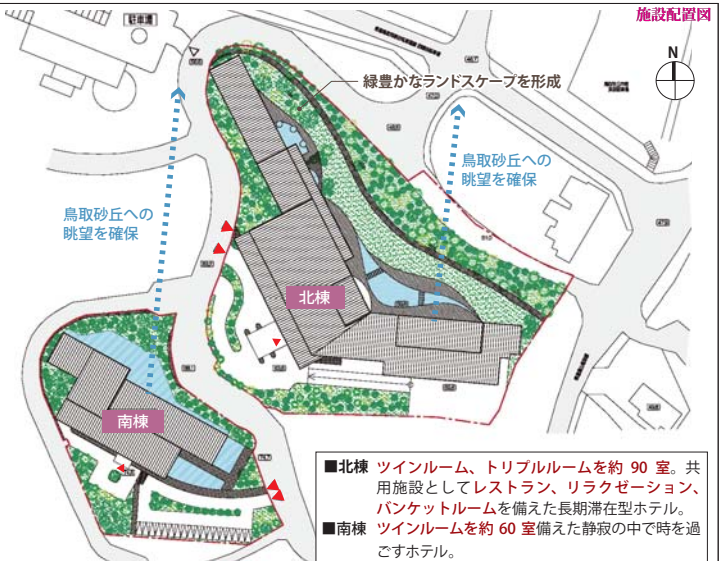 施設配置図
駐車場
N
緑豊かなランドスケープを形成
鳥取砂丘への
眺望を確保
鳥取砂丘への
眺望を確保
北棟
南棟
■北棟 ツインルーム、トリプルルームを約 90 室。共
用施設としてレストラン、リラクゼーション、
バンケットルームを備えた長期滞在型ホテル。
■南棟 ツインルームを約 60 室備えた静寂の中で時を過
ごすホテル。